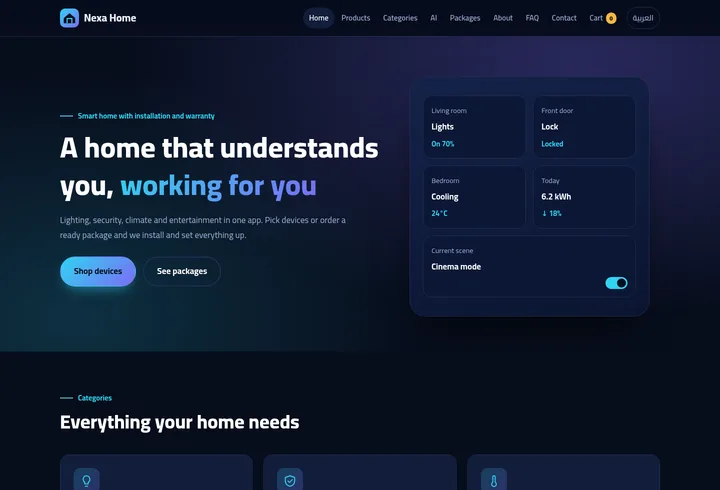 Nexa Home
Home
Products
Categories
AI
Packages
About
FAQ
Contact
Cart 0
العربية
Smart home with installation and warranty
A home that understands
you, working for you
Lighting, security, climate and entertainment in one app. Pick devices or order a
ready package and we install and set everything up.
Shop devices
See packages
Living room
Lights
On 70%
Front door
Lock
Locked
Bedroom
Cooling
24°C
Today
6.2 kWh
↓ 18%
Current scene
Cinema mode
Categories
Everything your home needs